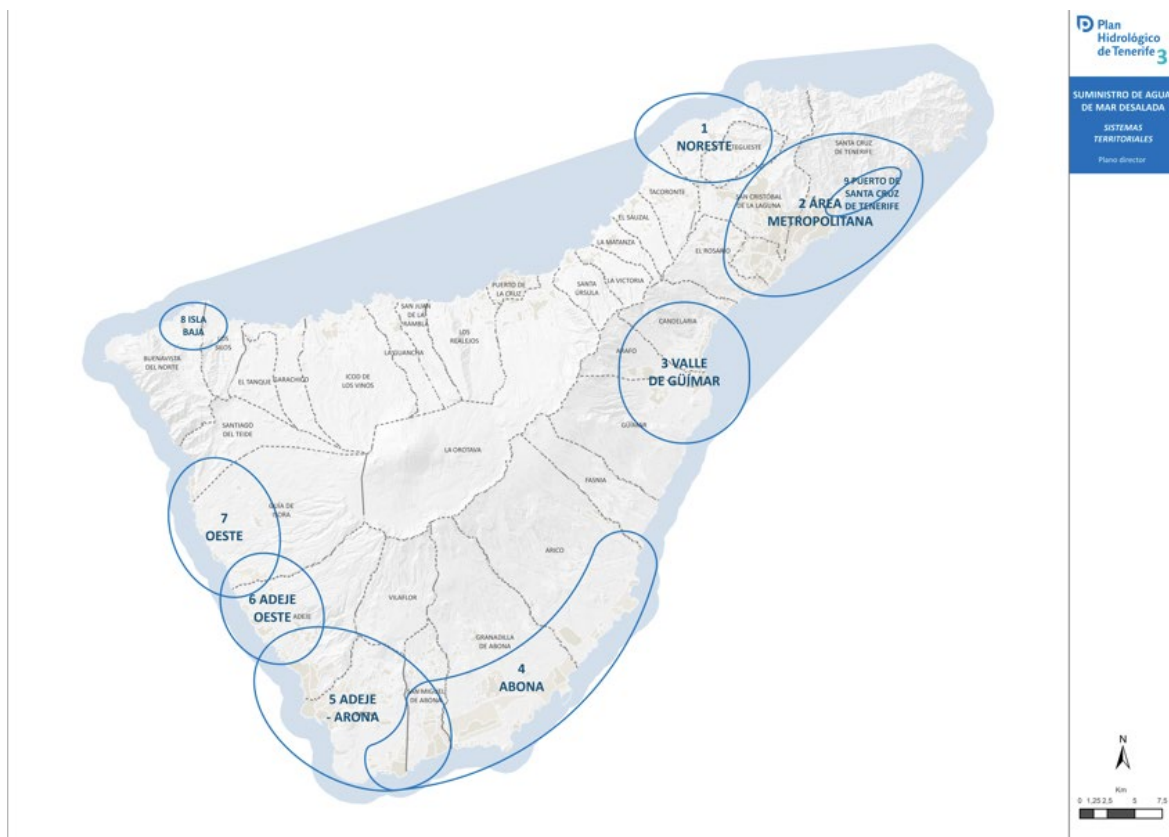 Plan
Hidrológico
de Tenerife 3
SUMINISTRO DE AGUA
DE MAR DESALADA
SISTEMAS
TERRITORIALES
Plano director
1
NORESTE
TEGUESTE
SANTA CRUZ
DE TENERIFE
9 PUERTO DE
SANTA CRUZ
DE TENERIFE
TACORONTE
SAN CRISTÓBAL
DE LA LAGUNA
2 ÁREA
METROPOLITANA
EL SAUZAL
LA MATANZA
EL ROSARIO
LA VICTORIA
SANTA
ÚRSULA
PUERTO DE
LA CRUZ
SAN JUAN
DE LA
RAMBLA
LOS
REALEJOS
8 ISLA
BAJA
LOS
SILOS
CANDELARIA
BUENAVISTA
DEL NORTE
LA GUANCHA
ARAFO
3 VALLE
DE GÜÍMAR
EL TANQUE
GARACHICO
ICOD DE
LOS VINOS
SANTIAGO
DEL TEIDE
GÜÍMAR
LA OROTAVA
FASNIA
GUÍA DE
ISORA
7
OESTE
ARICO
6 ADEJE
OESTE
ADEJE
VILAFLOR
GRANADILLA
DE ABONA
4
ABONA
5 ADEJE
- ARONA
SAN MIGUEL
DE ABONA
N
Km
0 1,25 2,5 5 7,5